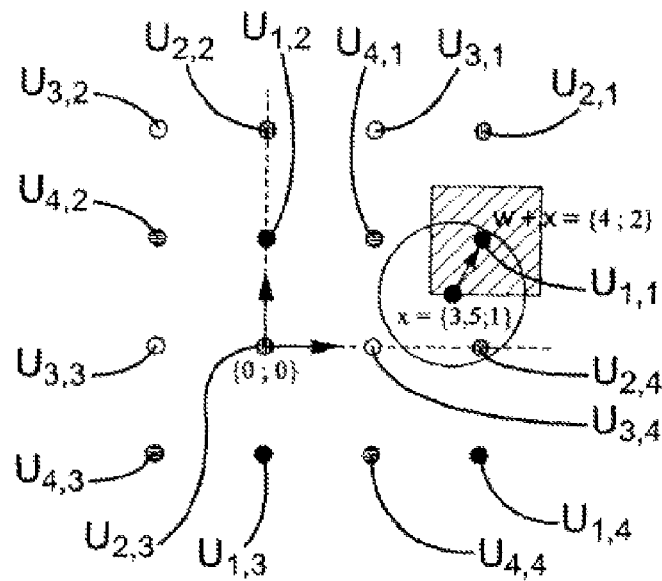 U1,2
U2,2
U4,1
U3,1
U3,2
U2,1
U4,2
w + x = {4 ; 2}
U1,1
x = {3,5;1}
U3,3
{0 ; 0}
U2,4
U3,4
U4,3
U2,3
U1,3
U4,4
U1,4